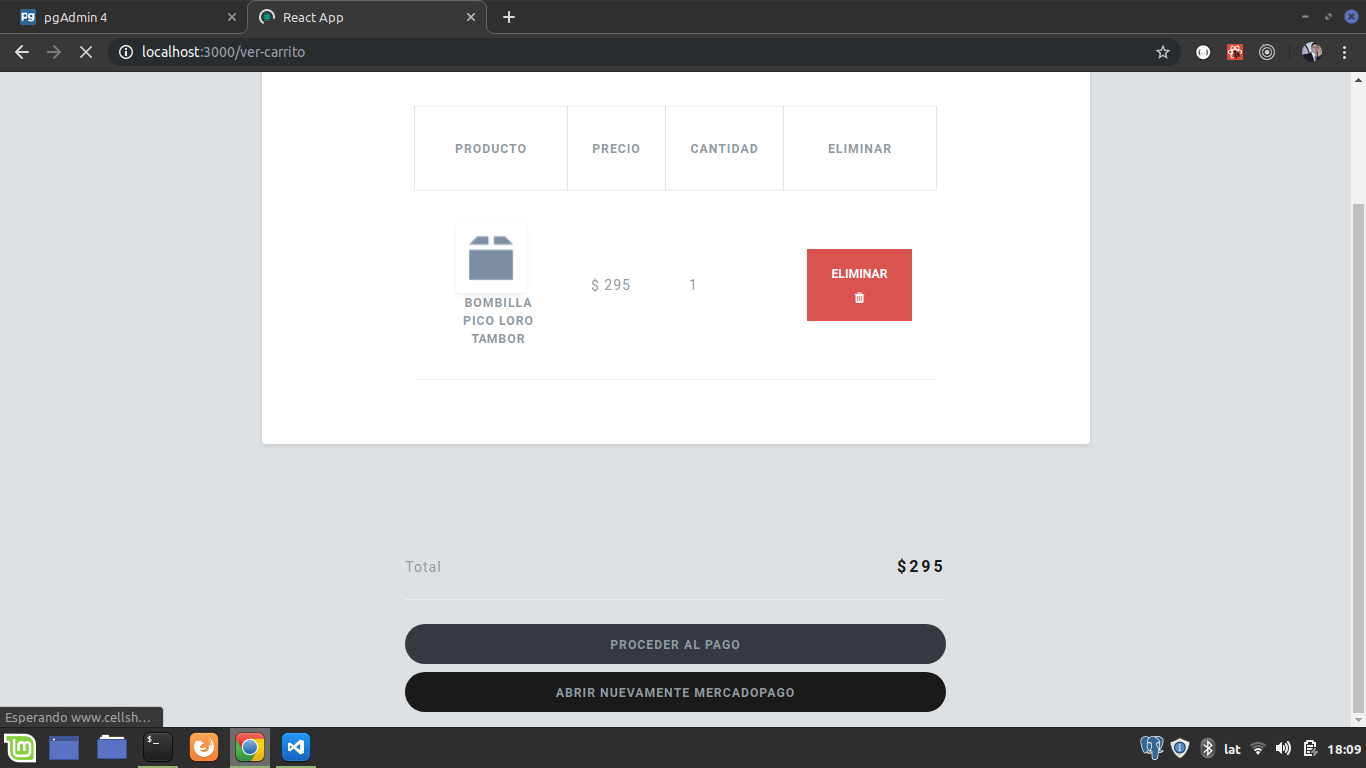 pgAdmin 4
React App
localhost:3000/ver-carrito
PRODUCTO PRECIO CANTIDAD ELIMINAR
BOMBILLA
PICO LORO
TAMBOR
$ 295
1
ELIMINAR
Total
$295
PROCEDER AL PAGO
ABRIR NUEVAMENTE MERCADOPAGO
Esperando www.cellsh...
lat
18:09